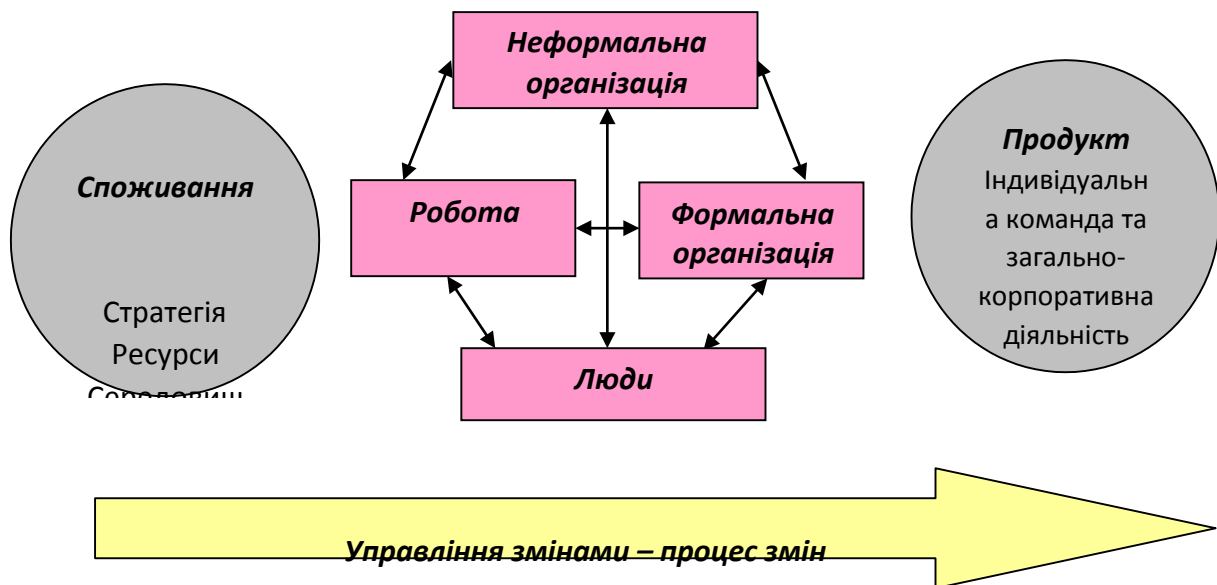 Неформальна
організація
Споживання
Стратегія
Ресурси
Робота
Формальна
організація
Люди
Продукт
Індивідуальн
а команда та
загально-
корпоративна
діяльність
Управління змінами – процес змін